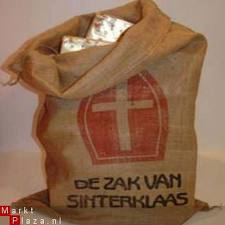 DE ZAK VAN
SINTERKLAAS
Markt
Plaza.nl